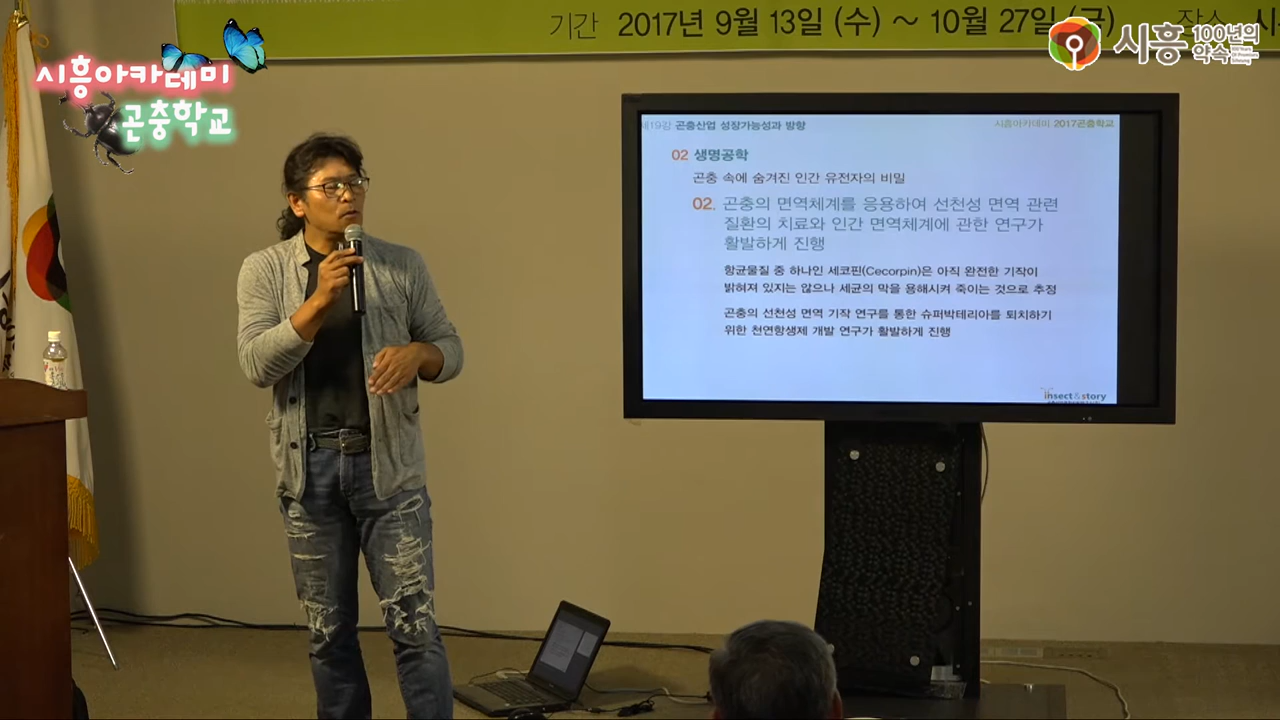 기간 2017년 9월 13일 (수) ~ 10월 27일 (금) 장소 시
시흥아카데미
곤충학교
시흥 100년의
약속
제19강 곤충산업 성장가능성과 방향
시흥아카데미 2017곤충학교
02 생명공학
곤충 속에 숨겨진 인간 유전자의 비밀
02. 곤충의 면역체계를 응용하여 선천성 면역 관련
질환의 치료와 인간 면역체계에 관한 연구가
활발하게 진행
항균물질 중 하나인 세코핀(Cecorpin)은 아직 완전한 기작이
밝혀져 있지는 않으나 세균의 막을 용해시켜 죽이는 것으로 추정
곤충의 선천성 면역 기작 연구를 통한 슈퍼박테리아를 퇴치하기
위한 천연항생제 개발 연구가 활발하게 진행
insect & story